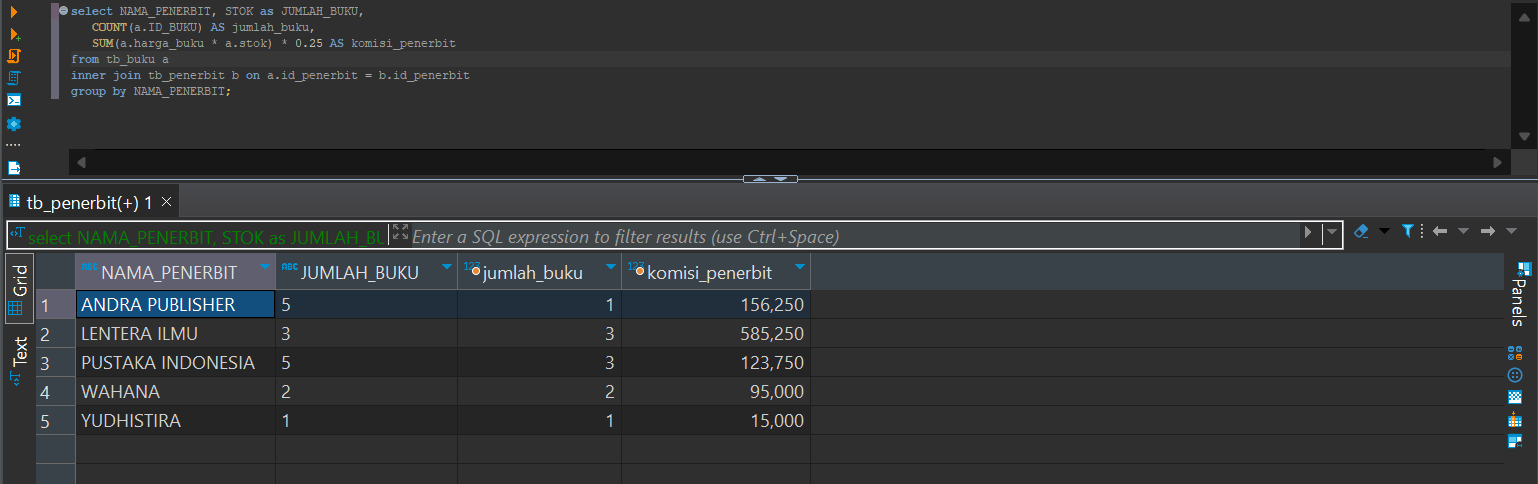 select NAMA_PENERBIT, STOK as JUMLAH_BUKU,
COUNT(a.ID_BUKU) AS jumlah_buku,
SUM(a.harga_buku * a.stok) * 0.25 AS komisi_penerbit
from tb_buku a
inner join tb_penerbit b on a.id_penerbit = b.id_penerbit
group by NAMA_PENERBIT;
tb_penerbit(+) 1
select NAMA_PENERBIT, STOK as JUMLAH_BU Enter a SQL expression to filter results (use Ctrl+Space)
Grid
Text
Panels
ABC NAMA_PENERBIT ABC JUMLAH_BUKU 123 jumlah_buku 123 komisi_penerbit
1 ANDRA PUBLISHER 5 1 156,250
2 LENTERA ILMU 3 3 585,250
3 PUSTAKA INDONESIA 5 3 123,750
4 WAHANA 2 2 95,000
5 YUDHISTIRA 1 1 15,000